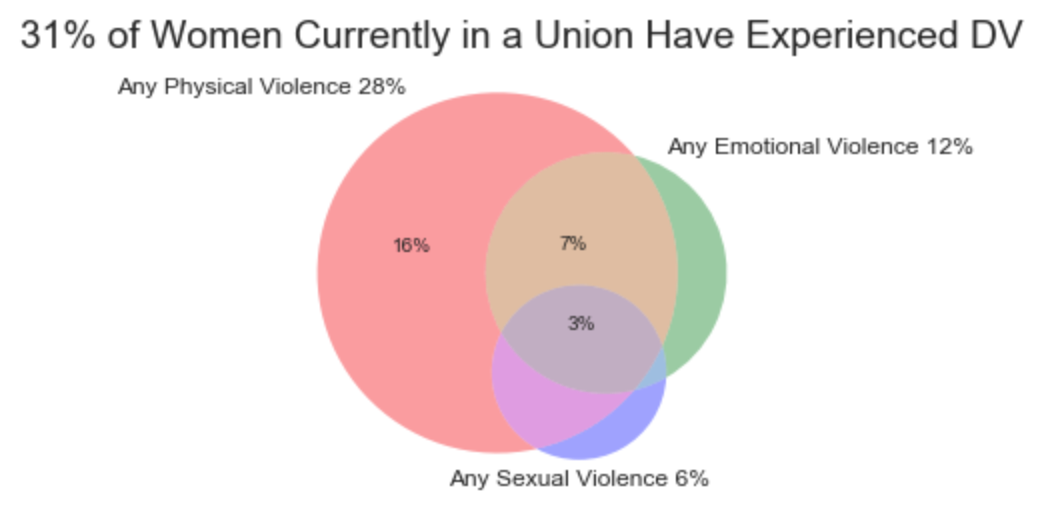 31% of Women Currently in a Union Have Experienced DV
Any Physical Violence 28%
Any Emotional Violence 12%
16%
7%
3%
Any Sexual Violence 6%